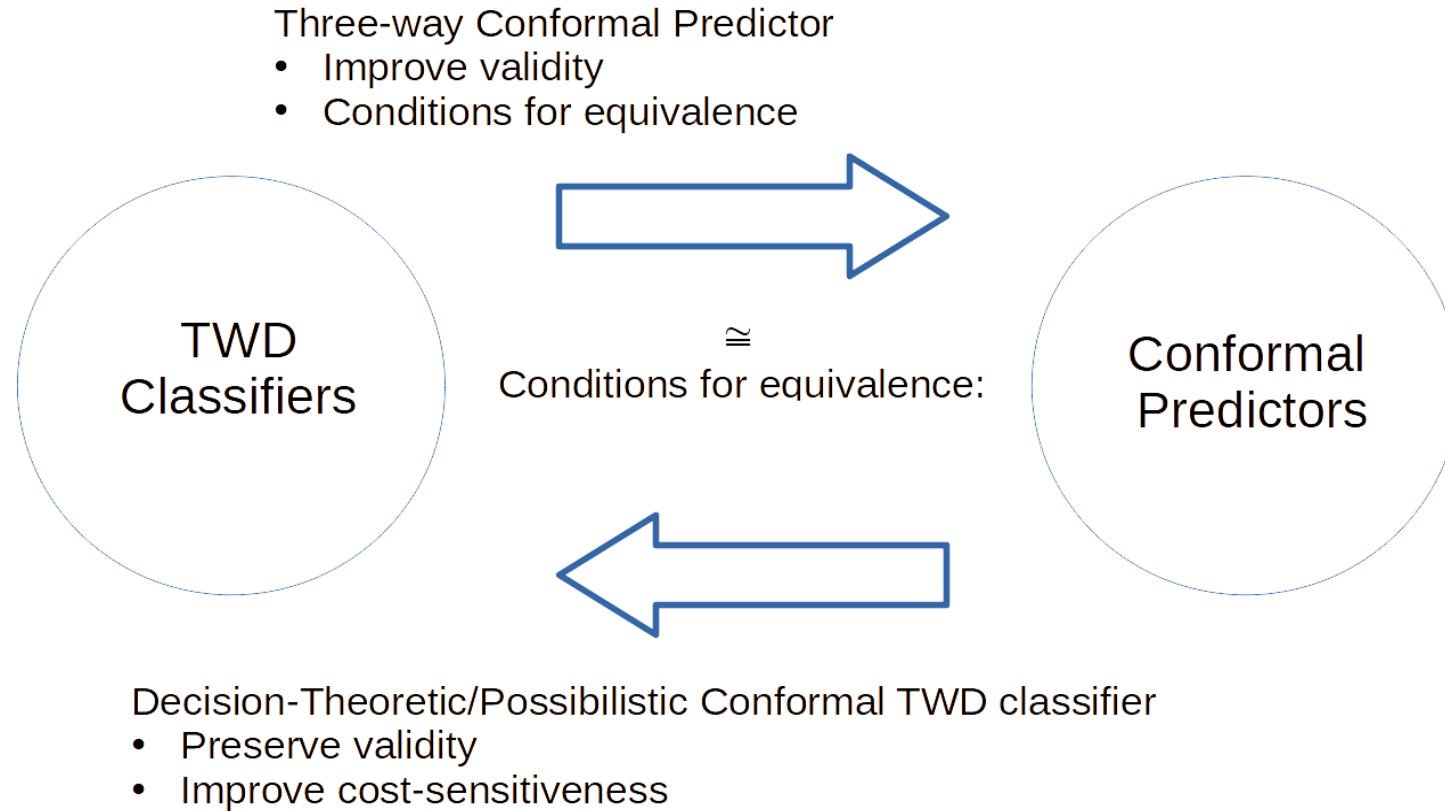 Three-way Conformal Predictor
• Improve validity
• Conditions for equivalence
TWD
Classifiers
≅
Conditions for equivalence:
Conformal
Predictors
Decision-Theoretic/Possibilistic Conformal TWD classifier
• Preserve validity
• Improve cost-sensitiveness